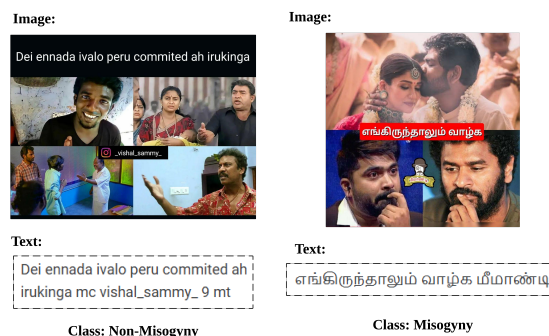 Image:
Dei ennada ivalo peru commited ah irukinga
_vishal_sammy_
Text:
Dei ennada ivalo peru commited ah
irukinga mc vishal_sammy_ 9 mt
Class: Non-Misogyny
Image:
எங்கிருந்தாலும் வாழ்க
Text:
எங்கிருந்தாலும் வாழ்க மீமாண்டி
Class: Misogyny